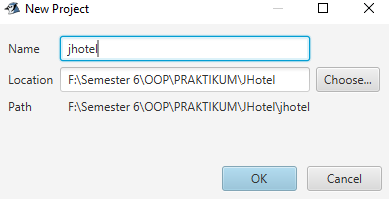 New Project
Name jhotel
Location F:\Semester 6\OOP\PRAKTIKUM\JHotel Choose...
Path F:\Semester 6\OOP\PRAKTIKUM\JHotel\jhotel
OK Cancel